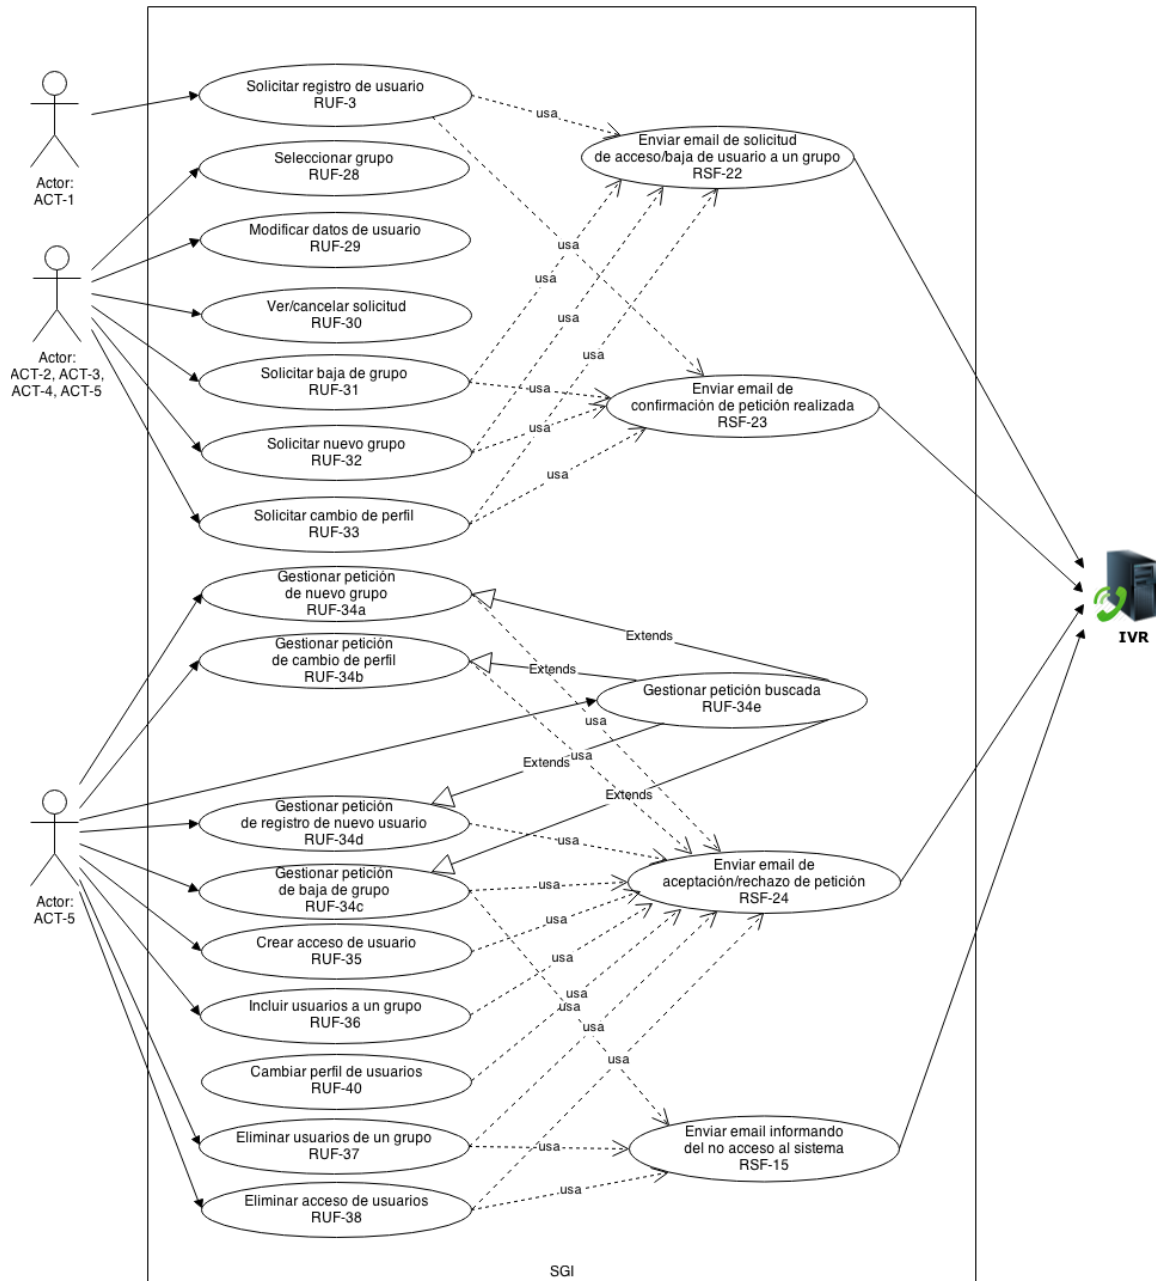 Solicitar registro de usuario
RUF-3
usa
Enviar email de solicitud
de acceso/baja de usuario a un grupo
RSF-22
Actor:
ACT-1
Seleccionar grupo
RUF-28
Modificar datos de usuario
RUF-29
usa
usa
Ver/cancelar solicitud
RUF-30
usa
Actor:
ACT-2, ACT-3,
ACT-4, ACT-5
usa
Solicitar baja de grupo
RUF-31
usa
Enviar email de
confirmación de petición realizada
RSF-23
Solicitar nuevo grupo
RUF-32
usa
usa
Solicitar cambio de perfil
RUF-33
Gestionar petición
de nuevo grupo
RUF-34a
Extends
IVR
Gestionar petición
de cambio de perfil
RUF-34b
Extends
Gestionar petición buscada
RUF-34e
usa
usa
Extends
Extends
Gestionar petición
de registro de nuevo usuario
RUF-34d
usa
Actor:
ACT-5
Gestionar petición
de baja de grupo
RUF-34c
usa
Enviar email de
aceptación/rechazo de petición
RSF-24
Crear acceso de usuario
RUF-35
usa
usa
Incluir usuarios a un grupo
RUF-36
usa
usa
usa
usa
Cambiar perfil de usuarios
RUF-40
Eliminar usuarios de un grupo
RUF-37
usa
Enviar email informando
del no acceso al sistema
RSF-15
Eliminar acceso de usuarios
RUF-38
usa
SGI